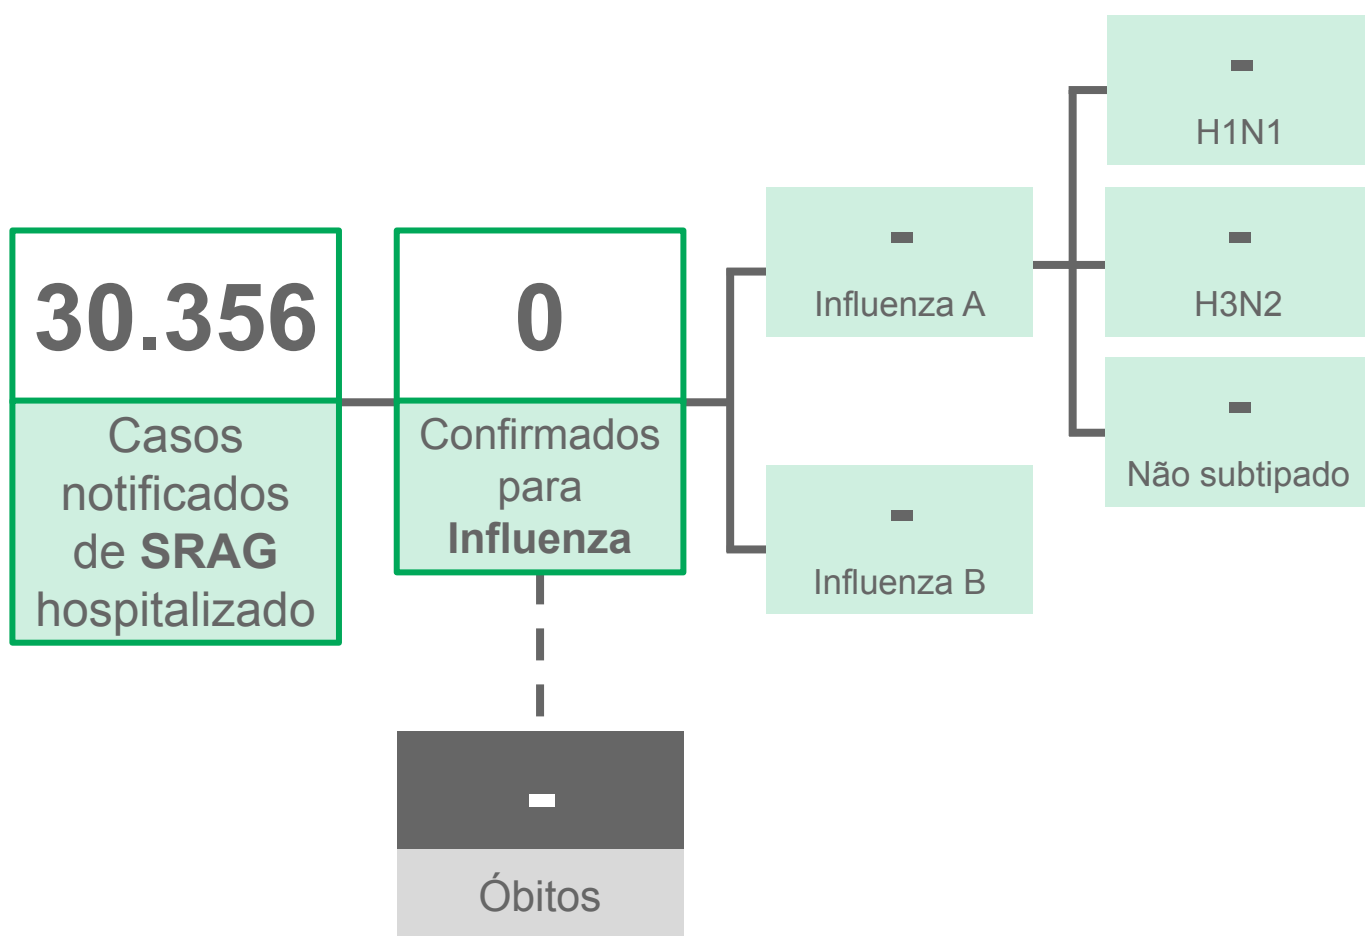 30.356
Casos
notificados
de SRAG
hospitalizado
0
Confirmados
para
Influenza
-
Óbitos
-
Influenza A
-
Influenza B
-
H1N1
-
H3N2
-
Não subtipado